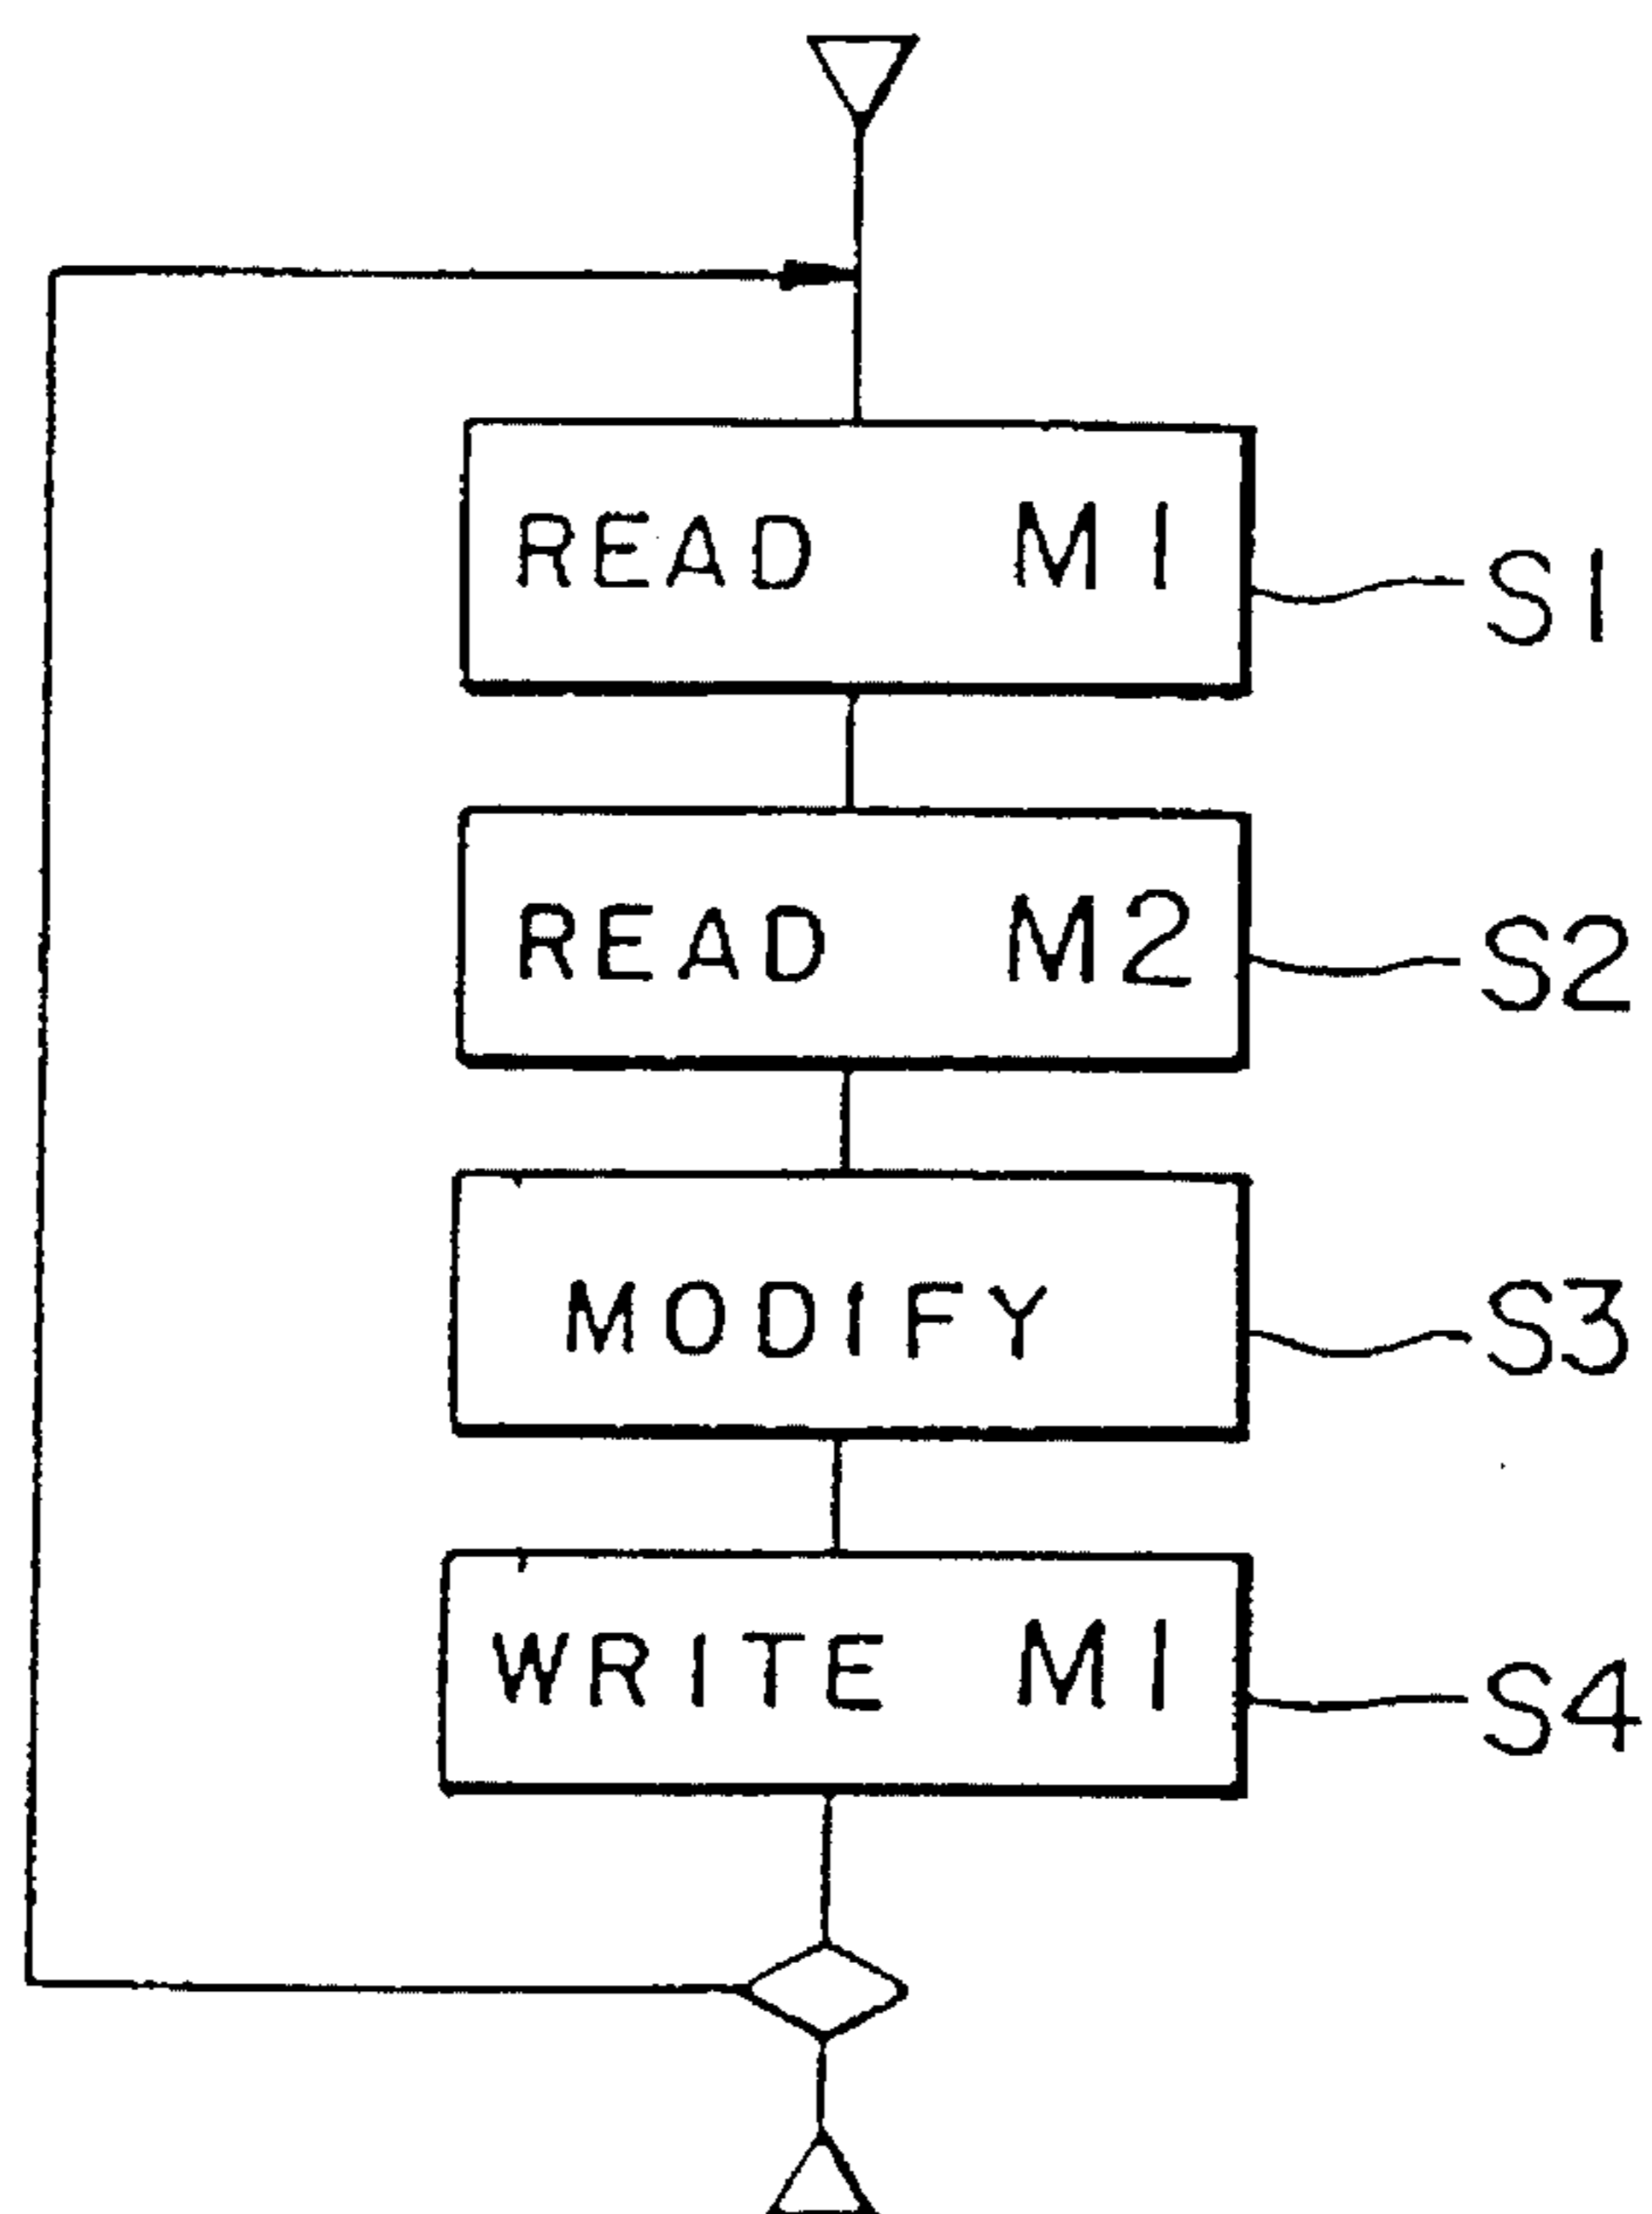 READ M1
S1
READ M2
S2
MODIFY
S3
WRITE M1
S4